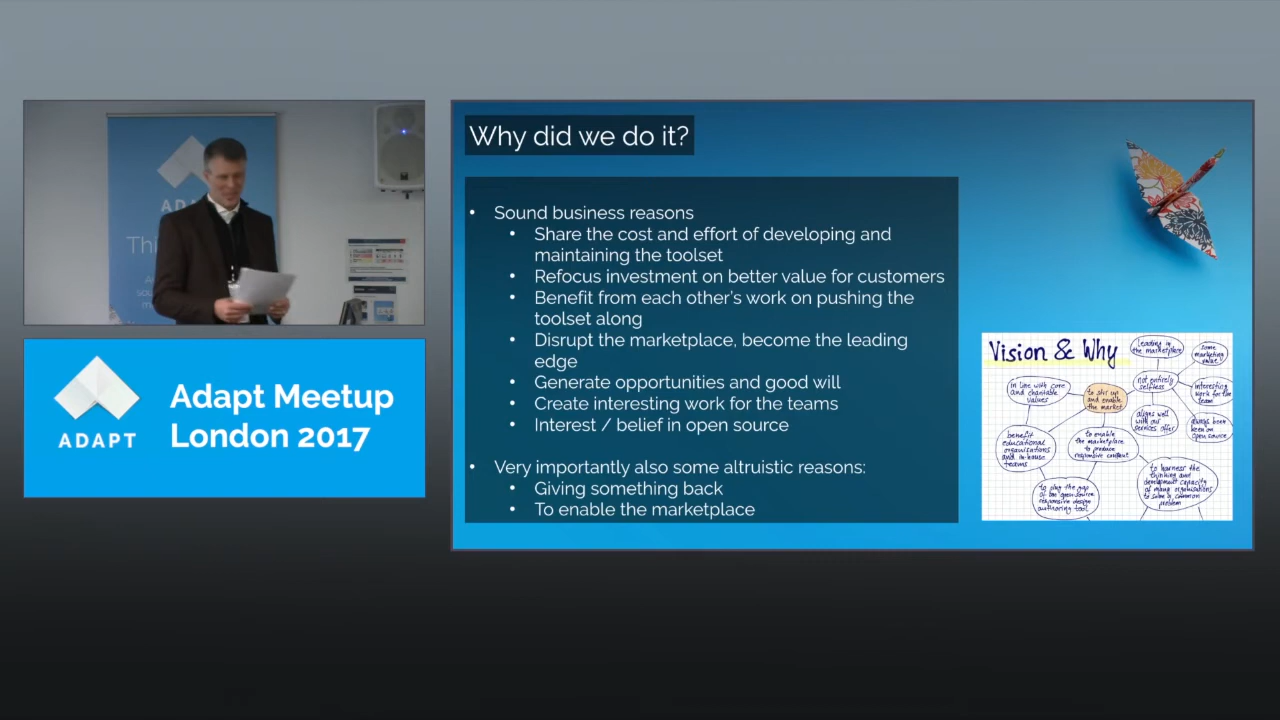 ADAPT
Thi
Adapt Meetup
London 2017
ADAPT
Why did we do it?
• Sound business reasons
• Share the cost and effort of developing and
maintaining the toolset
• Refocus investment on better value for customers
• Benefit from each other's work on pushing the
toolset along
• Disrupt the marketplace, become the leading
edge
• Generate opportunities and good will
• Create interesting work for the teams
• Interest / belief in open source
• Very importantly also some altruistic reasons:
• Giving something back
• To enable the marketplace
Vision & Why
Leading in
the marketplace
some
marketing
value
in line with core
and charitable
values
to stir up
and enable
the market
not entirely
selfless
interesting
work for the
team
benefit
educational
organisations
and in-house
teams
to enable
the marketplace
to produce
responsive content
aligns well
with our
services offer
always been
keen on
open source
to plug the gap
of an open source
responsive design
authoring tool
to harness the
thinking and
development capacity
of many organisations
to solve a common
problem